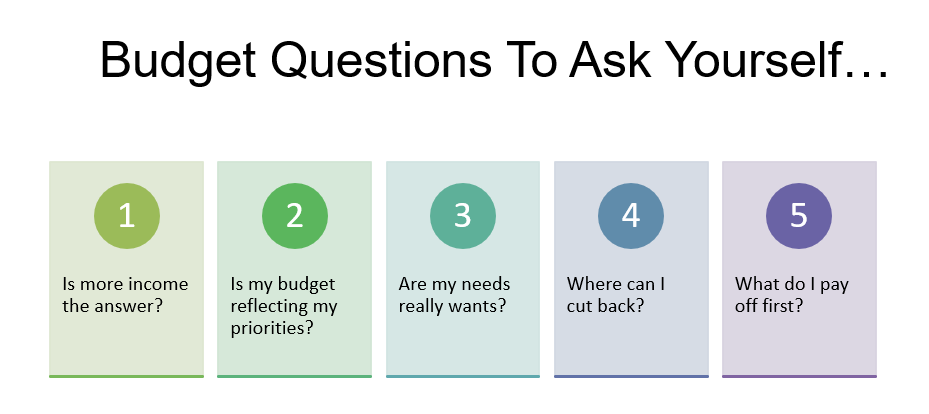 Budget Questions To Ask Yourself…
1
Is more income
the answer?
2
Is my budget
reflecting my
priorities?
3
Are my needs
really wants?
4
Where can I
cut back?
5
What do I pay
off first?